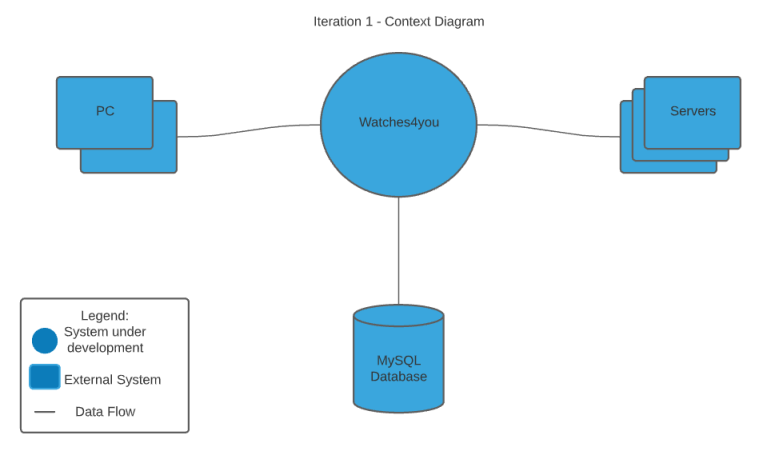 Iteration 1 - Context Diagram
PC
Watches4you
Servers
MySQL
Database
Legend:
System under
development
External System
Data Flow